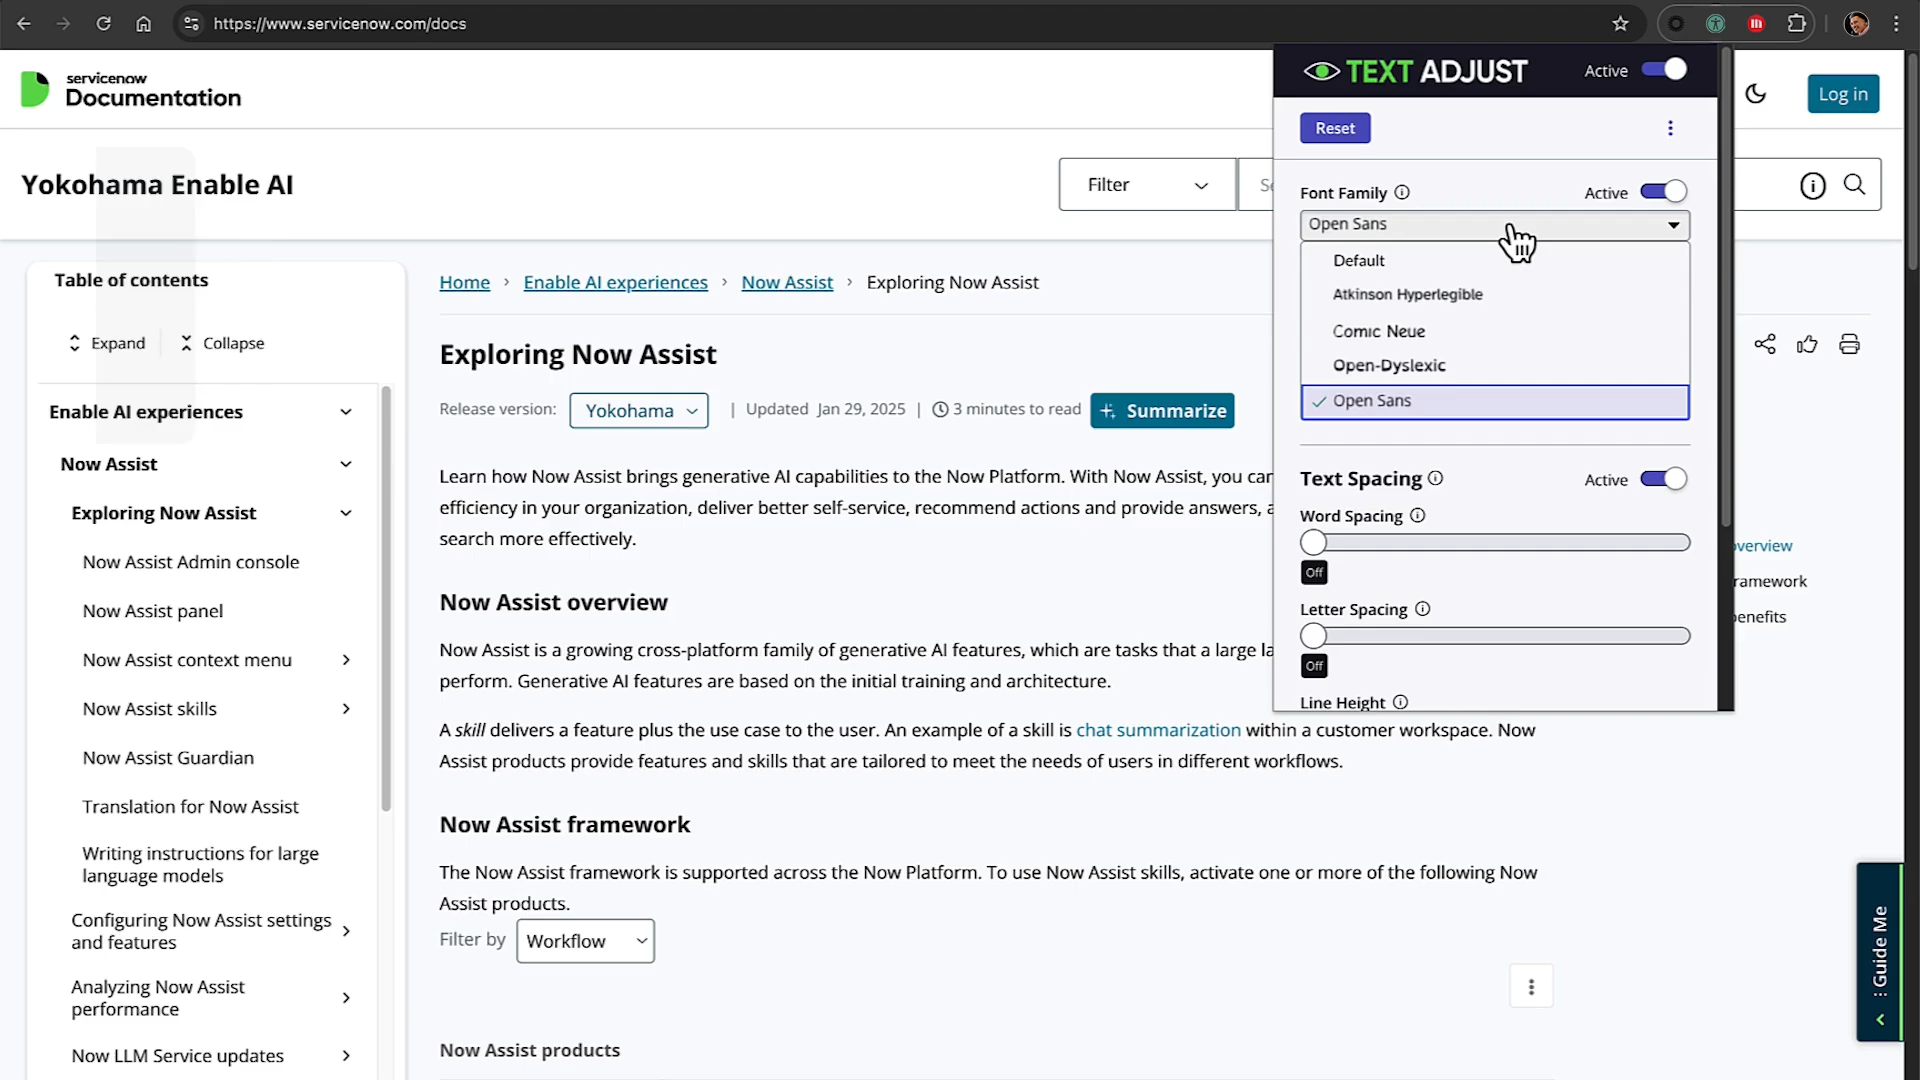 https://www.servicenow.com/docs
servicenow
Documentation
TEXT ADJUST
Active
Log in
Reset
Yokohama Enable AI
Filter
Font Family
Active
Open Sans
Default
Atkinson Hyperlegible
Comic Neue
Open-Dyslexic
Open Sans
Text Spacing
Active
Word Spacing
Off
Letter Spacing
Off
Line Height
Table of contents
Expand
Collapse
Enable AI experiences
Now Assist
Exploring Now Assist
Now Assist Admin console
Now Assist panel
Now Assist context menu
Now Assist skills
Now Assist Guardian
Translation for Now Assist
Writing instructions for large
language models
Configuring Now Assist settings
and features
Analyzing Now Assist
performance
Now LLM Service updates
Home > Enable AI experiences > Now Assist > Exploring Now Assist
Exploring Now Assist
Release version: Yokohama | Updated Jan 29, 2025 | 3 minutes to read Summarize
Learn how Now Assist brings generative AI capabilities to the Now Platform. With Now Assist, you can
efficiency in your organization, deliver better self-service, recommend actions and provide answers,
search more effectively.
Now Assist overview
Now Assist is a growing cross-platform family of generative AI features, which are tasks that a large
perform. Generative AI features are based on the initial training and architecture.
A skill delivers a feature plus the use case to the user. An example of a skill is chat summarization within a customer workspace. Now
Assist products provide features and skills that are tailored to meet the needs of users in different workflows.
Now Assist framework
The Now Assist framework is supported across the Now Platform. To use Now Assist skills, activate one or more of the following Now
Assist products.
Filter by Workflow
Now Assist products
overview
ramework
benefits
Guide Me